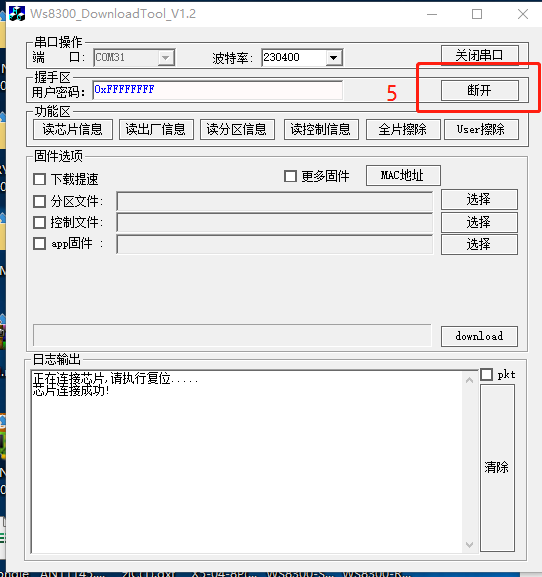 Ws8300_DownloadTool_V1.2
串口操作
端 口: COM31 波特率: 230400 关闭串口
握手区
用户密码: 0xFFFFFFFF 5 断开
功能区
读芯片信息 读出厂信息 读分区信息 读控制信息 全片擦除 User擦除
固件选项
下载提速 更多固件 MAC地址
分区文件: 选择
控制文件: 选择
app固件 : 选择
download
日志输出
正在连接芯片,请执行复位..... pkt
芯片连接成功!
清除